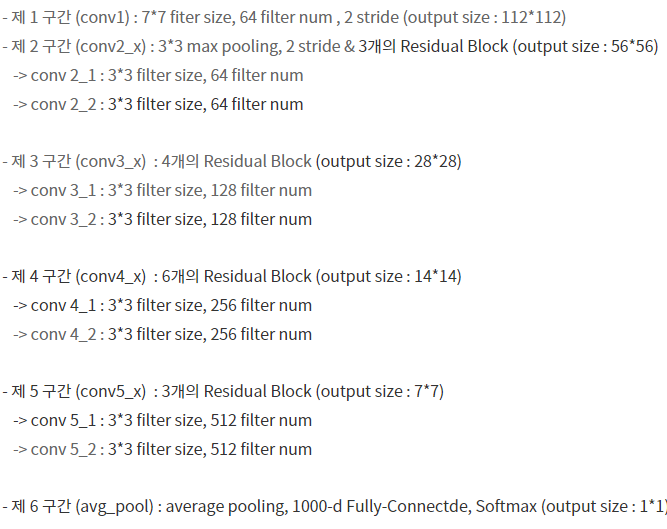 - 제 1 구간 (conv1) : 7*7 fiter size, 64 filter num , 2 stride (output size : 112*112)
- 제 2 구간 (conv2_x) : 3*3 max pooling, 2 stride & 3개의 Residual Block (output size : 56*56)
-> conv 2_1 : 3*3 filter size, 64 filter num
-> conv 2_2 : 3*3 filter size, 64 filter num
- 제 3 구간 (conv3_x) : 4개의 Residual Block (output size : 28*28)
-> conv 3_1 : 3*3 filter size, 128 filter num
-> conv 3_2 : 3*3 filter size, 128 filter num
- 제 4 구간 (conv4_x) : 6개의 Residual Block (output size : 14*14)
-> conv 4_1 : 3*3 filter size, 256 filter num
-> conv 4_2 : 3*3 filter size, 256 filter num
- 제 5 구간 (conv5_x) : 3개의 Residual Block (output size : 7*7)
-> conv 5_1 : 3*3 filter size, 512 filter num
-> conv 5_2 : 3*3 filter size, 512 filter num
- 제 6 구간 (avg_pool) : average pooling, 1000-d Fully-Connectde, Softmax (output size : 1*1)